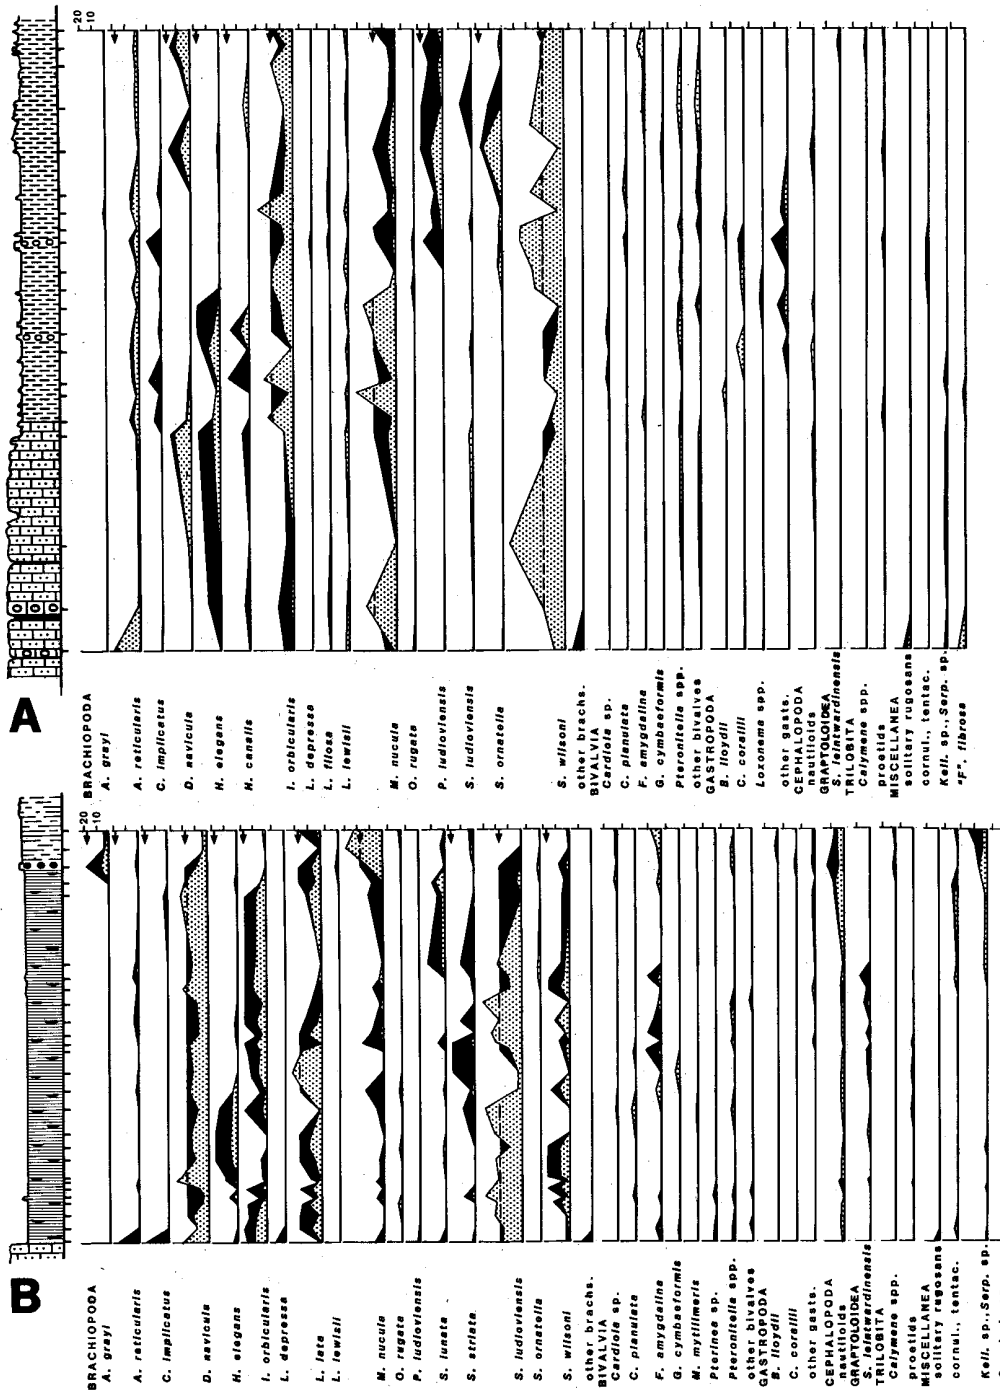 20
10
A
BRACHIOPODA
A. grayi
A. reticularis
C. implicatus
D. navicula
H. elegans
H. canalis
I. orbicularis
L. depressa
L. filosa
L. lewisii
M. nucula
O. rugata
P. ludloviensis
S. ludloviensis
S. ornatella
S. wilsoni
other brachs.
BIVALVIA
Cardiola sp.
C. planulata
F. amygdalina
G. cymbaeformis
Pteronitella spp.
other bivalves
GASTROPODA
B. lloydii
C. corallii
Loxonema spp.
other gasts.
CEPHALOPODA
nautiloids
GRAPTOLOIDEA
S. leintwardinensis
TRILOBITA
Calymene spp.
proetids
MISCELLANEA
solitary rugosans
cornul., tentac.
Keil. sp., Serp. sp.
"F". fibrosa
20
10
B
BRACHIOPODA
A. grayi
A. reticularis
C. implicatus
D. navicula
H. elegans
I. orbicularis
L. depressa
L. lata
L. lewisii
M. nucula
O. rugata
P. ludloviensis
S. lunata
S. striata
S. ludloviensis
S. ornatella
S. wilsoni
other brachs.
BIVALVIA
Cardiola sp.
C. planulata
F. amygdalina
G. cymbaeformis
M. mytilimeris
Pterinea sp.
Pteronitella spp.
other bivalves
GASTROPODA
B. lloydii
C. corallii
other gasts.
CEPHALOPODA
nautiloids
GRAPTOLOIDEA
S. leintwardinensis
TRILOBITA
Calymene spp.
proetids
MISCELLANEA
solitary rugosans
cornul., tentac.
Keil. sp., Serp. sp.